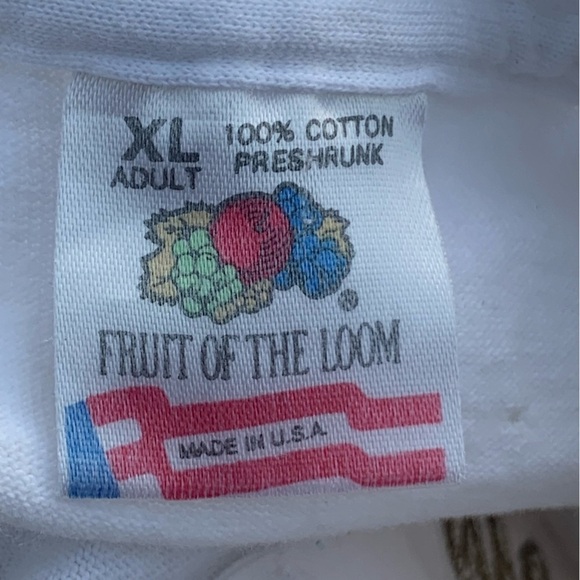 XL 100% COTTON
ADULT PRESHRUNK
®
FRUIT OF THE LOOM
MADE IN U.S.A.